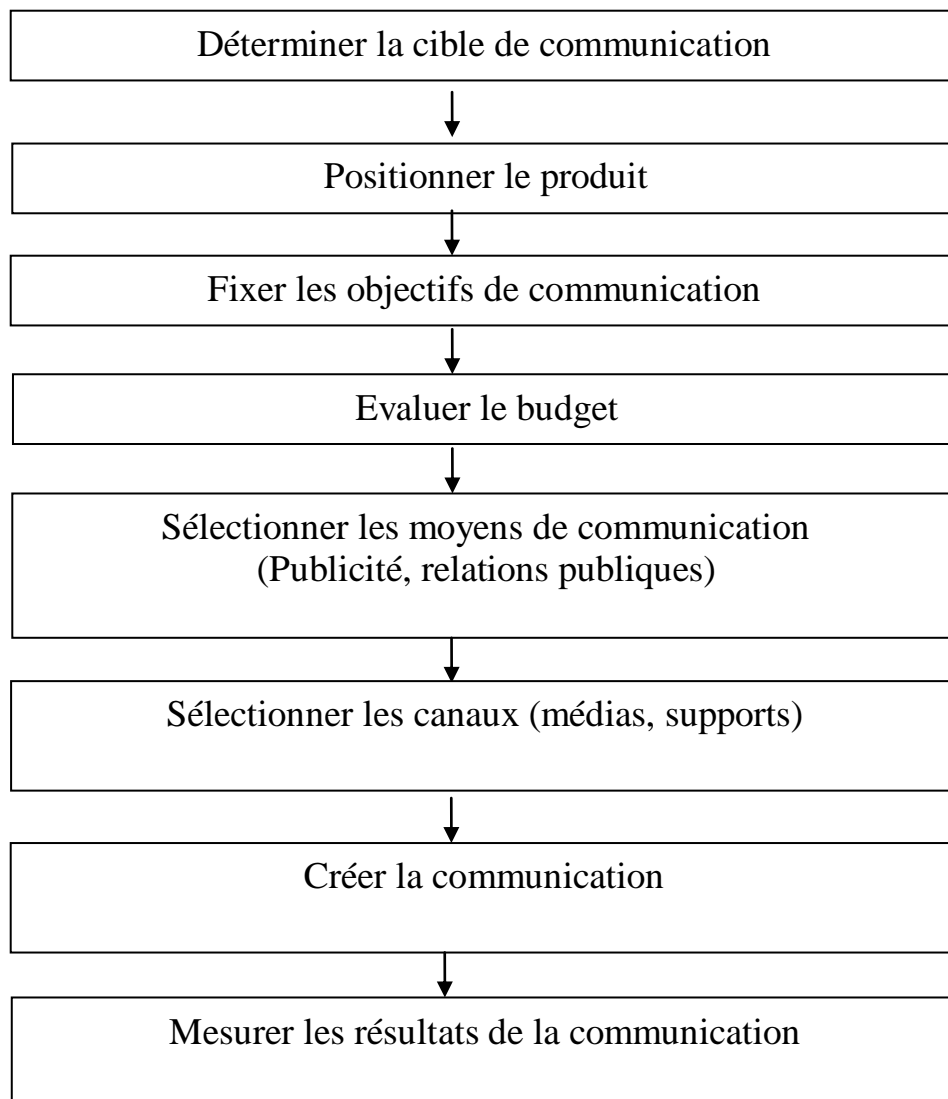 Déterminer la cible de communication
Positionner le produit
Fixer les objectifs de communication
Evaluer le budget
Sélectionner les moyens de communication
(Publicité, relations publiques)
Sélectionner les canaux (médias, supports)
Créer la communication
Mesurer les résultats de la communication